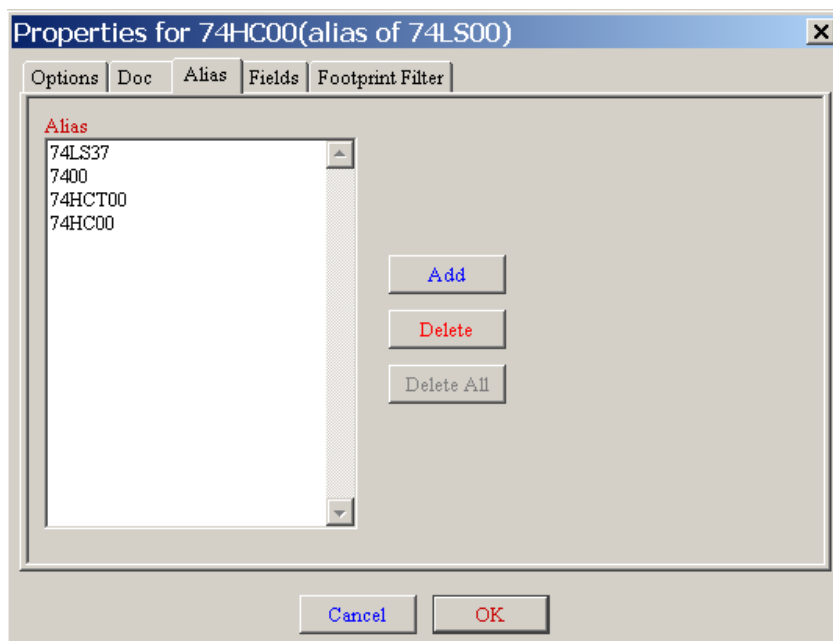 Properties for 74HC00(alias of 74LS00)
Options Doc Alias Fields Footprint Filter
Alias
74LS37
7400
74HCT00
74HC00
Add
Delete
Delete All
Cancel OK